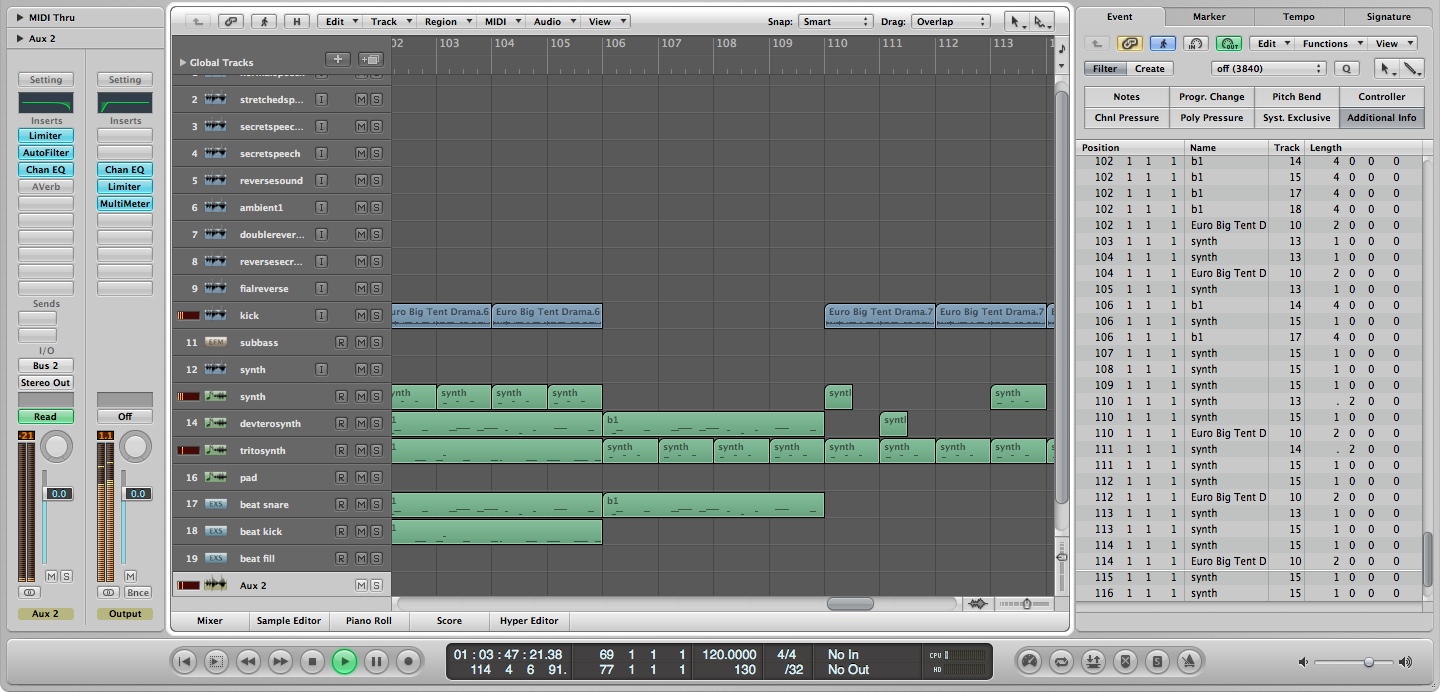 MIDI Thru
Aux 2
Setting Setting
Inserts Inserts
Limiter
AutoFilter
Chan EQ Chan EQ
AVerb Limiter
MultiMeter
Sends
I/O
Bus 2
Stereo Out
Read Off
-21 1.1
0.0 0.0
M S M
Bnce
Aux 2 Output
H Edit Track Region MIDI Audio View Snap: Smart Drag: Overlap
Global Tracks
02 103 104 105 106 107 108 109 110 111 112 113
2 stretchedsp... I M S
3 secretspeec... I M S
4 secretspeech I M S
5 reversesound I M S
6 ambient1 I M S
7 doublerever... I M S
8 reversesecr... I M S
9 fialreverse I M S
kick I M S
uro Big Tent Drama.6 Euro Big Tent Drama.6 Euro Big Tent Drama.7 Euro Big Tent Drama.7
11 EFM subbass R M S
12 synth I M S
synth R M S
ynth synth synth synth synt synth
14 devterosynth R M S
1 b1 synth
tritosynth R M S
1 synth synth synth synth synth synth synth synth s
16 pad R M S
17 EXS beat snare R M S
1 b1
18 EXS beat kick R M S
1
19 EXS beat fill R M S
Aux 2 M S
Mixer Sample Editor Piano Roll Score Hyper Editor
Event Marker Tempo Signature
IN OUT Edit Functions View
Filter Create off (3840) Q
Notes Progr. Change Pitch Bend Controller
Chnl Pressure Poly Pressure Syst. Exclusive Additional Info
Position Name Track Length
102 1 1 1 b1 14 4 0 0 0
102 1 1 1 b1 15 4 0 0 0
102 1 1 1 b1 17 4 0 0 0
102 1 1 1 b1 18 4 0 0 0
102 1 1 1 Euro Big Tent D 10 2 0 0 0
103 1 1 1 synth 13 1 0 0 0
104 1 1 1 synth 13 1 0 0 0
104 1 1 1 Euro Big Tent D 10 2 0 0 0
105 1 1 1 synth 13 1 0 0 0
106 1 1 1 b1 14 4 0 0 0
106 1 1 1 synth 15 1 0 0 0
106 1 1 1 b1 17 4 0 0 0
107 1 1 1 synth 15 1 0 0 0
108 1 1 1 synth 15 1 0 0 0
109 1 1 1 synth 15 1 0 0 0
110 1 1 1 synth 13 . 2 0 0
110 1 1 1 synth 15 1 0 0 0
110 1 1 1 Euro Big Tent D 10 2 0 0 0
111 1 1 1 synth 14 . 2 0 0
111 1 1 1 synth 15 1 0 0 0
112 1 1 1 synth 15 1 0 0 0
112 1 1 1 Euro Big Tent D 10 2 0 0 0
113 1 1 1 synth 13 1 0 0 0
113 1 1 1 synth 15 1 0 0 0
114 1 1 1 synth 15 1 0 0 0
114 1 1 1 Euro Big Tent D 10 2 0 0 0
115 1 1 1 synth 15 1 0 0 0
116 1 1 1 synth 15 1 0 0 0
01 : 03 : 47 : 21.38 69 1 1 1 120.0000 4/4 No In CPU
114 4 6 91. 77 1 1 1 130 /32 No Out HD
S